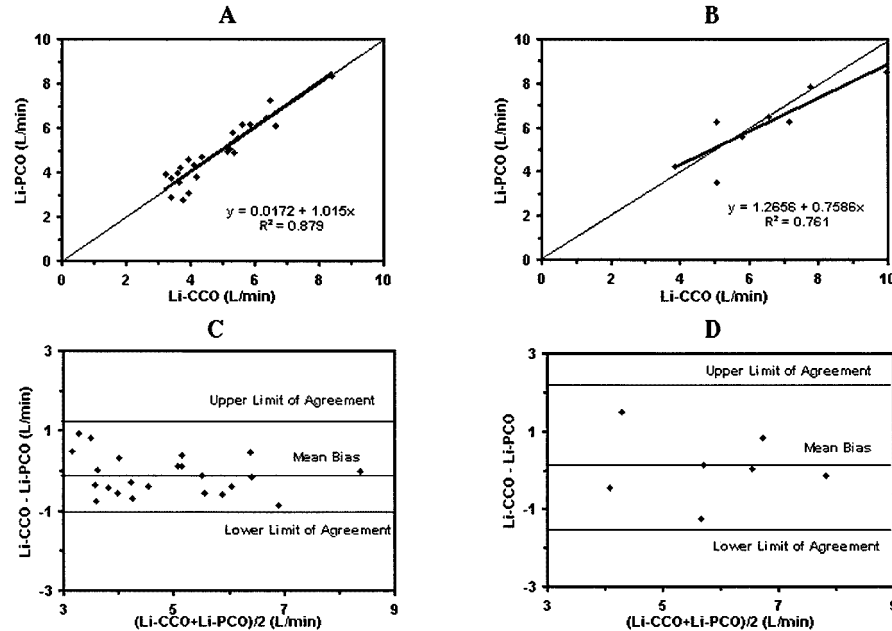 A
10
8
6
4
2
0
Li-PCO (L/min)
y = 0.0172 + 1.015x
R² = 0.879
0 2 4 6 8 10
Li-CCO (L/min)
B
10
8
6
4
2
0
Li-PCO (L/min)
y = 1.2656 + 0.7586x
R² = 0.761
0 2 4 6 8 10
Li-CCO (L/min)
C
3
1
-1
-3
Li-CCO - Li-PCO (L/min)
Upper Limit of Agreement
Mean Bias
Lower Limit of Agreement
3 5 7 9
(Li-CCO+Li-PCO)/2 (L/min)
D
3
1
-1
-3
Li-CCO - Li-PCO
Upper Limit of Agreement
Mean Bias
Lower Limit of Agreement
3 5 7 9
(Li-CCO+Li-PCO)/2 (L/min)